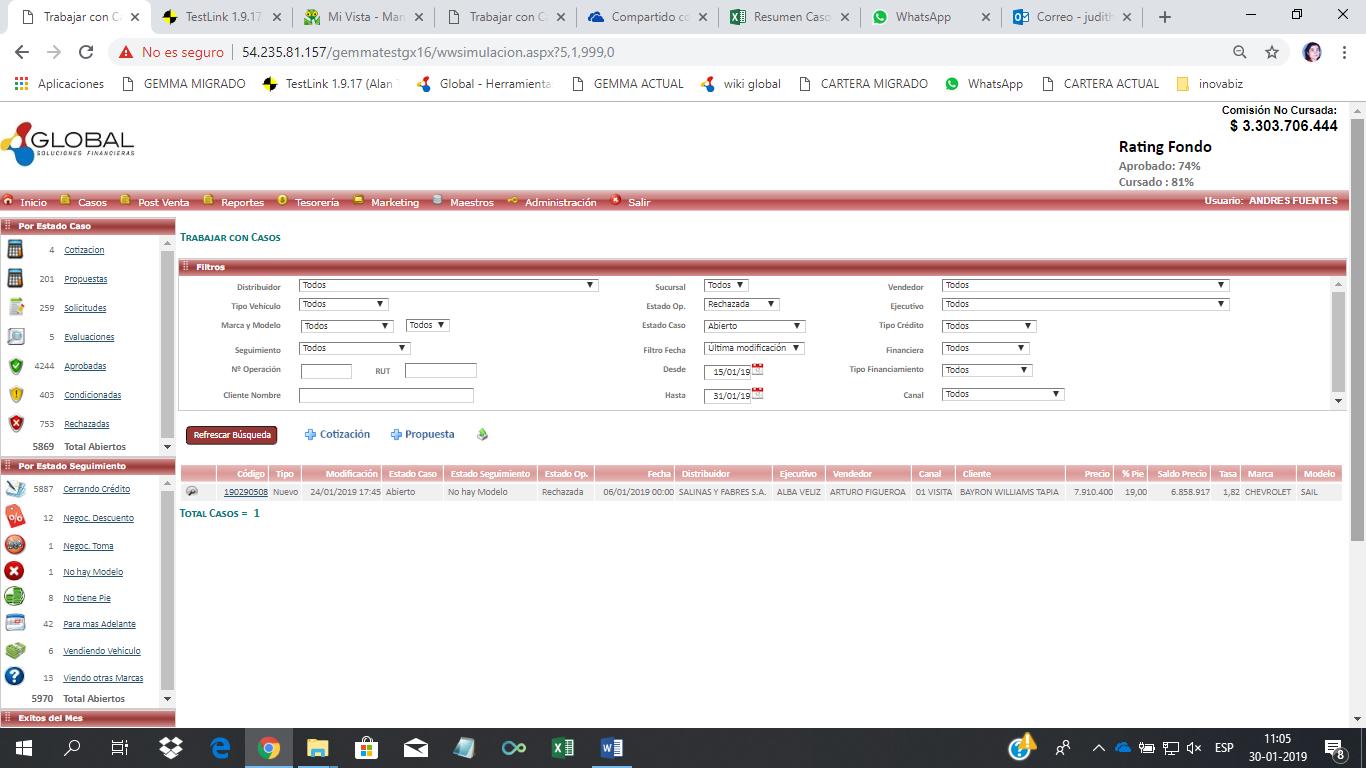 Trabajar con C
TestLink 1.9.17
Mi Vista - Man
Trabajar con C
Compartido co
Resumen Caso
WhatsApp
Correo - judith
No es seguro 54.235.81.157/gemmatestgx16/wwsimulacion.aspx?5,1,999,0
Aplicaciones GEMMA MIGRADO TestLink 1.9.17 (Alan Global - Herramienta GEMMA ACTUAL wiki global CARTERA MIGRADO WhatsApp CARTERA ACTUAL inovabiz
GLOBAL
SOLUCIONES FINANCIERAS
Comisión No Cursada:
$ 3.303.706.444
Rating Fondo
Aprobado: 74%
Cursado : 81%
Inicio Casos Post Venta Reportes Tesorería Marketing Maestros Administración Salir Usuario: ANDRES FUENTES
Por Estado Caso
4 Cotizacion
201 Propuestas
259 Solicitudes
5 Evaluaciones
4244 Aprobadas
403 Condicionadas
753 Rechazadas
5869 Total Abiertos
Por Estado Seguimiento
5887 Cerrando Crédito
12 Negoc. Descuento
1 Negoc. Toma
1 No hay Modelo
8 No tiene Pie
42 Para mas Adelante
6 Vendiendo Vehículo
13 Viendo otras Marcas
5970 Total Abiertos
Exitos del Mes
TRABAJAR CON CASOS
Filtros
Distribuidor Todos Sucursal Todos Vendedor Todos
Tipo Vehículo Todos Estado Op. Rechazada Ejecutivo Todos
Marca y Modelo Todos Todos Estado Caso Abierto Tipo Crédito Todos
Seguimiento Todos Filtro Fecha Última modificación Financiera Todos
Nº Operación RUT Desde 15/01/19 Tipo Financiamiento Todos
Cliente Nombre Hasta 31/01/19 Canal Todos
Refrescar Búsqueda Cotización Propuesta
Código Tipo Modificación Estado Caso Estado Seguimiento Estado Op. Fecha Distribuidor Ejecutivo Vendedor Canal Cliente Precio % Pie Saldo Precio Tasa Marca Modelo
190290508 Nuevo 24/01/2019 17:45 Abierto No hay Modelo Rechazada 06/01/2019 00:00 SALINAS Y FABRES S.A. ALBA VELIZ ARTURO FIGUEROA 01 VISITA BAYRON WILLIAMS TAPIA 7.910.400 19,00 6.858.917 1,82 CHEVROLET SAIL
TOTAL CASOS = 1
ESP
11:05
30-01-2019
8